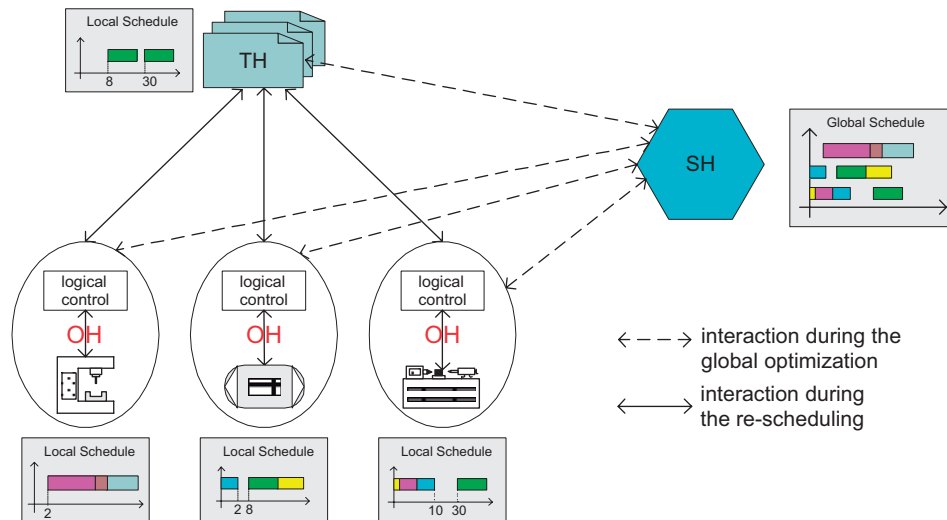 Local Schedule
8 30
TH
SH
Global Schedule
logical
control
OH
logical
control
OH
logical
control
OH
interaction during the
global optimization
interaction during
the re-scheduling
Local Schedule
2
Local Schedule
2 8
Local Schedule
10 30